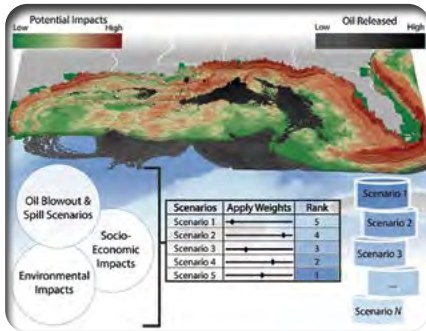 Potential Impacts
Low High
Oil Released
Low High
Oil Blowout &
Spill Scenarios
Socio-
Economic
Impacts
Environmental
Impacts
Scenarios Apply Weights Rank
Scenario 1 5
Scenario 2 4
Scenario 3 3
Scenario 4 2
Scenario 5 1
Scenario 1
Scenario 2
Scenario 3
....
Scenario N